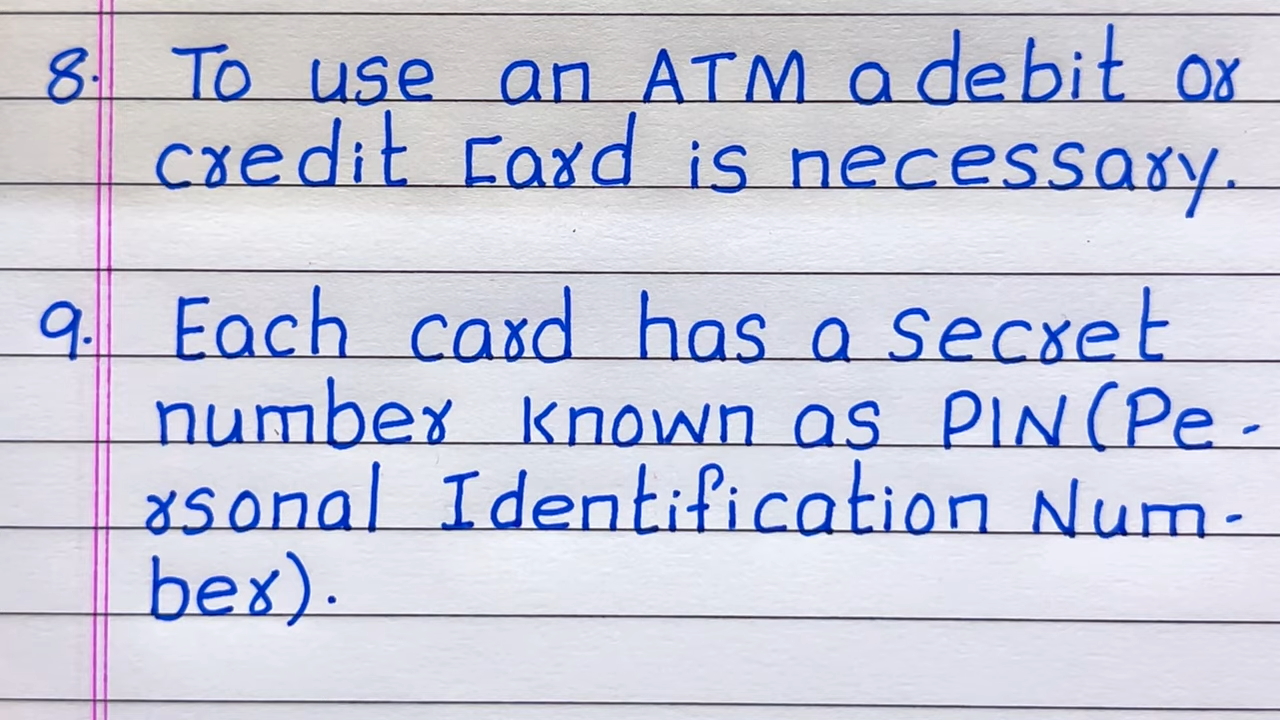 8. To use an ATM a debit or
credit Card is necessary.
9. Each card has a secret
number known as PIN (Pe-
rsonal Identification Num-
ber).